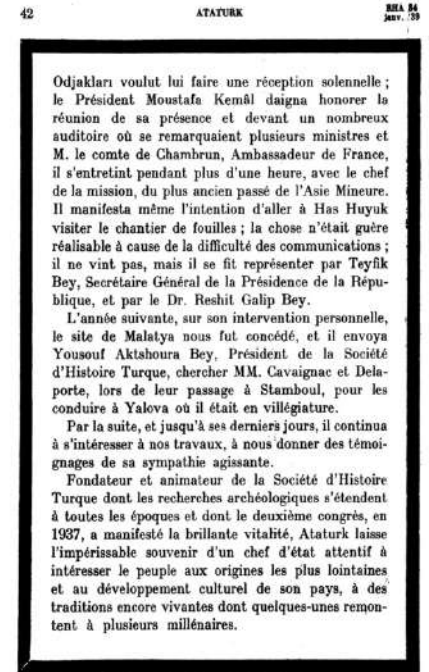 42
ATATURK
RHA 34
janv. 39
Odjakları voulut lui faire une réception solennelle ;
le Président Moustafa Kemâl daigna honorer la
réunion de sa présence et devant un nombreux
auditoire où se remarquaient plusieurs ministres et
M. le comte de Chambrun, Ambassadeur de France,
il s'entretint pendant plus d'une heure, avec le chef
de la mission, du plus ancien passé de l'Asie Mineure.
Il manifesta même l'intention d'aller à Has Huyuk
visiter le chantier de fouilles ; la chose n'était guère
réalisable à cause de la difficulté des communications ;
il ne vint pas, mais il se fit représenter par Teyfik
Bey, Secrétaire Général de la Présidence de la Répu-
blique, et par le Dr. Reshit Galip Bey.
L'année suivante, sur son intervention personnelle,
le site de Malatya nous fut concédé, et il envoya
Yousouf Aktshoura Bey, Président de la Société
d'Histoire Turque, chercher MM. Cavaignac et Dela-
porte, lors de leur passage à Stamboul, pour les
conduire à Yalova où il était en villégiature.
Par la suite, et jusqu'à ses derniers jours, il continua
à s'intéresser à nos travaux, à nous donner des témoi-
gnages de sa sympathie agissante.
Fondateur et animateur de la Société d'Histoire
Turque dont les recherches archéologiques s'étendent
à toutes les époques et dont le deuxième congrès, en
1937, a manifesté la brillante vitalité, Ataturk laisse
l'impérissable souvenir d'un chef d'état attentif à
intéresser le peuple aux origines les plus lointaines
et au développement culturel de son pays, à des
traditions encore vivantes dont quelques-unes remon-
tent à plusieurs millénaires.